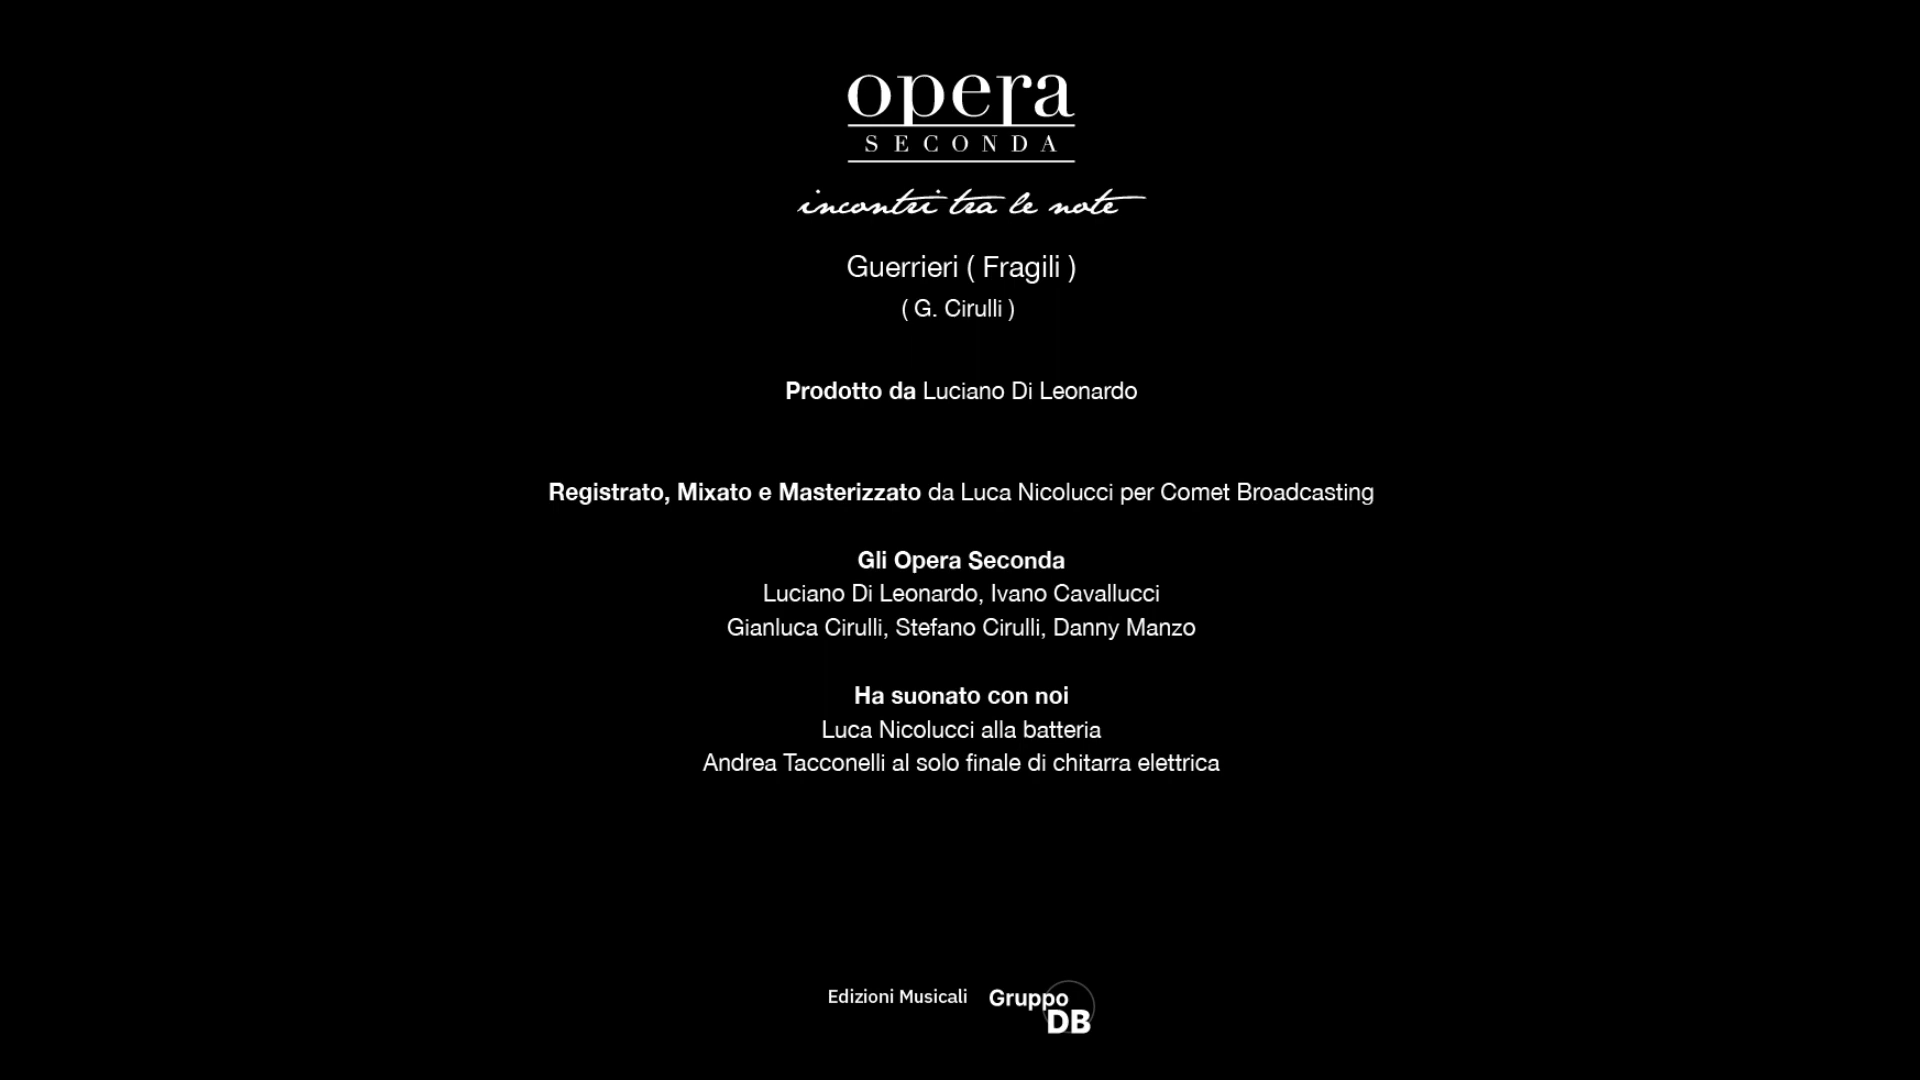 opera
SECONDA
incontri tra le note
Guerrieri ( Fragili )
( G. Cirulli )
Prodotto da Luciano Di Leonardo
Registrato, Mixato e Masterizzato da Luca Nicolucci per Comet Broadcasting
Gli Opera Seconda
Luciano Di Leonardo, Ivano Cavallucci
Gianluca Cirulli, Stefano Cirulli, Danny Manzo
Ha suonato con noi
Luca Nicolucci alla batteria
Andrea Tacconelli al solo finale di chitarra elettrica
Edizioni Musicali
Gruppo
DB